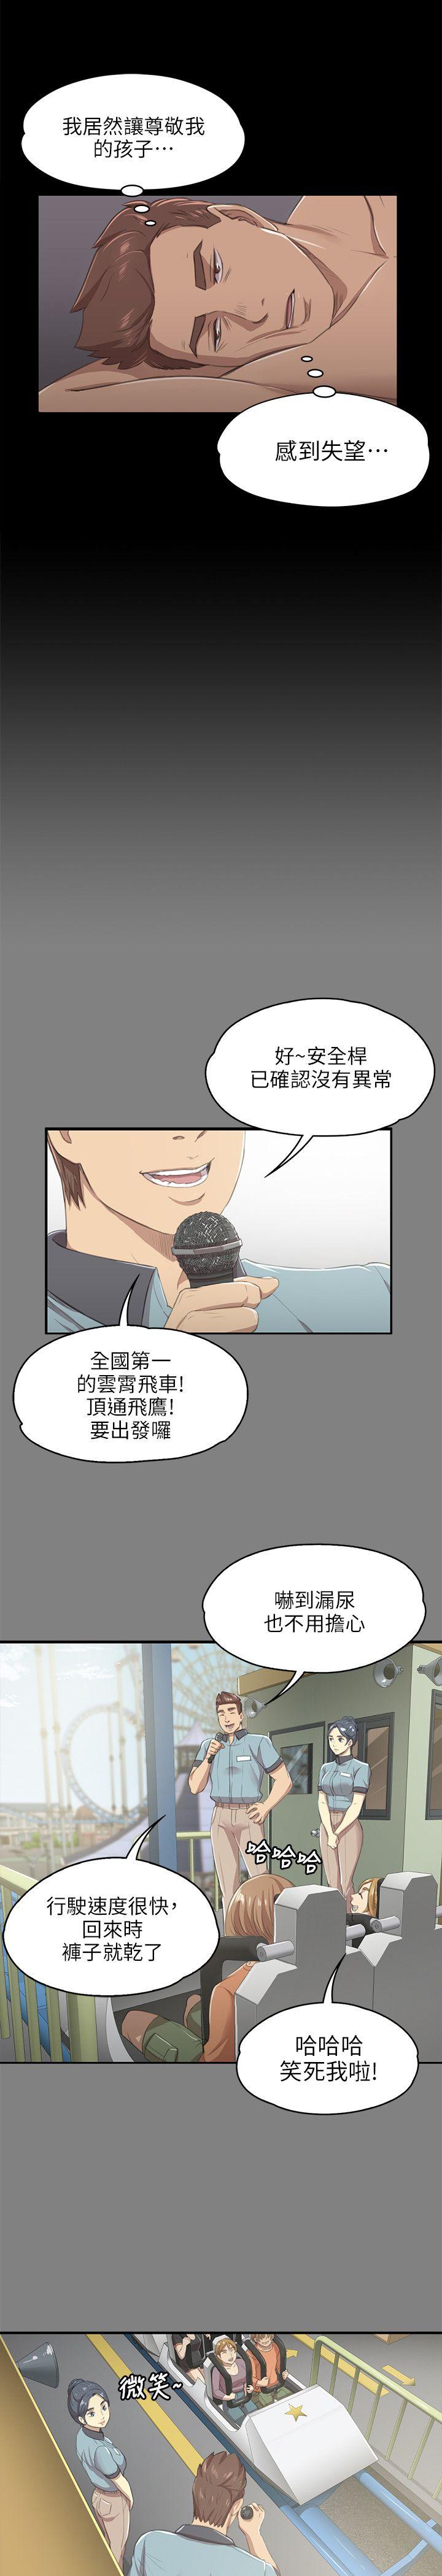 我居然讓尊敬我
的孩子⋯
感到失望⋯
好~安全桿
已確認沒有異常
全國第一
的雲霄飛車!
頂通飛鷹!
要出發囉
嚇到漏尿
也不用擔心
哈哈哈
行駛速度很快，
回來時
褲子就乾了
哈哈哈
笑死我啦!
微笑~